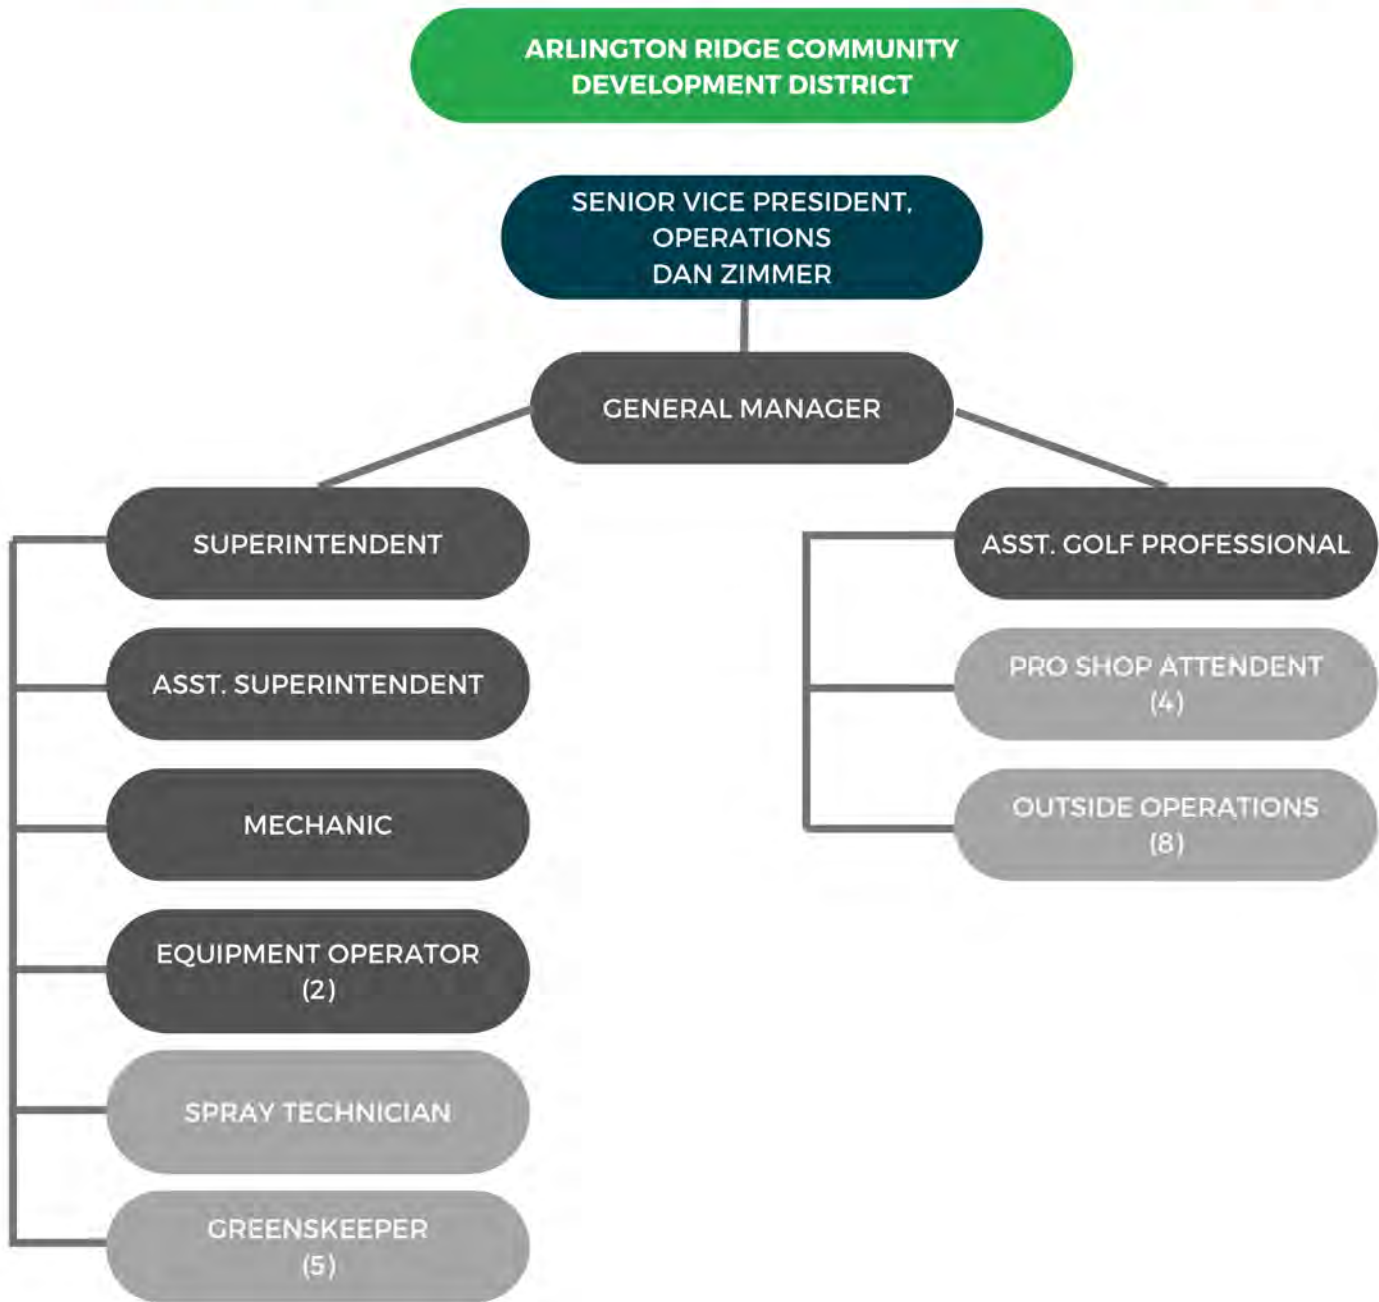 ARLINGTON RIDGE COMMUNITY
DEVELOPMENT DISTRICT
SENIOR VICE PRESIDENT,
OPERATIONS
DAN ZIMMER
GENERAL MANAGER
SUPERINTENDENT
ASST. SUPERINTENDENT
MECHANIC
EQUIPMENT OPERATOR
(2)
SPRAY TECHNICIAN
GREENSKEEPER
(5)
ASST. GOLF PROFESSIONAL
PRO SHOP ATTENDENT
(4)
OUTSIDE OPERATIONS
(8)